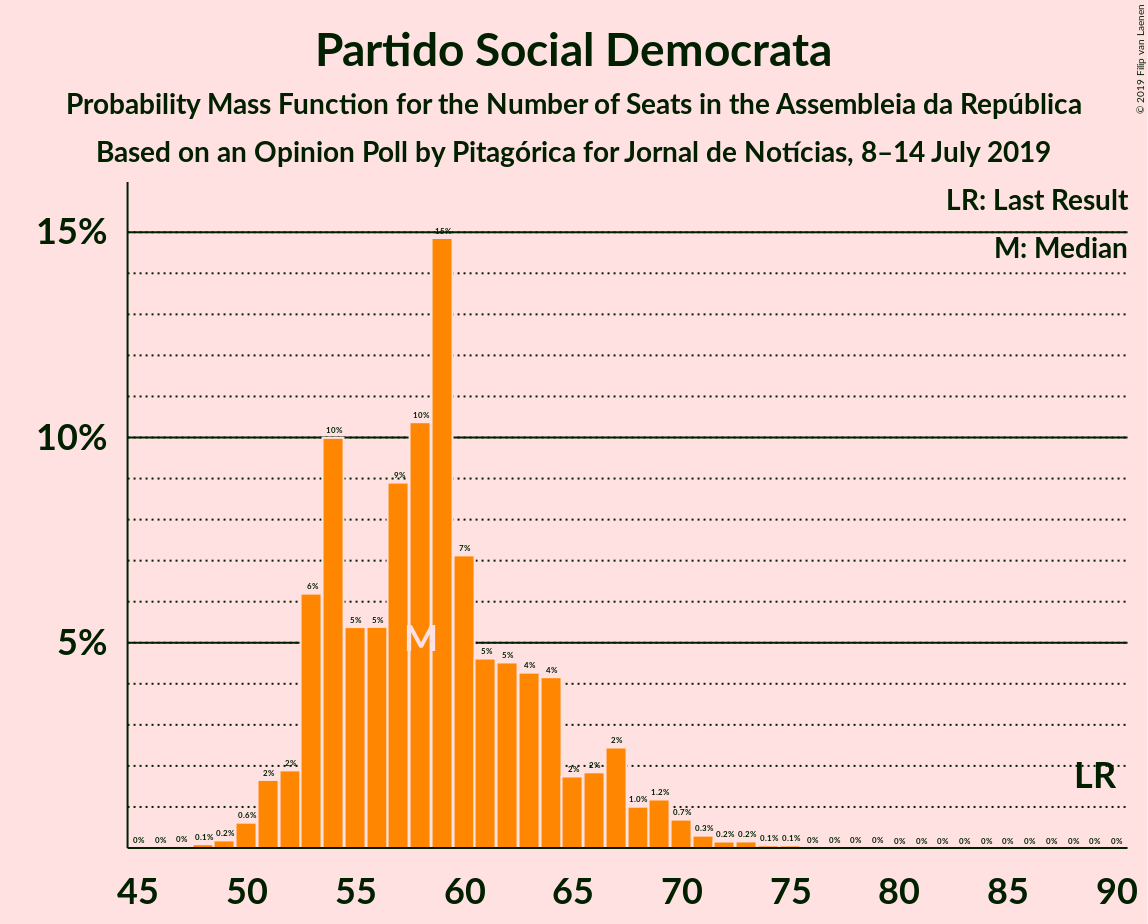 Partido Social Democrata
Probability Mass Function for the Number of Seats in the Assembleia da República
Based on an Opinion Poll by Pitagórica for Jornal de Notícias, 8–14 July 2019
© 2019 Filip van Laenen
LR: Last Result
M: Median
15%
10%
5%
0% 0% 0% 0.1% 0.2% 0.6% 2% 2% 6% 10% 5% 5% 9% 10% 15% 7% 5% 5% 4% 4% 2% 2% 2% 1.0% 1.2% 0.7% 0.3% 0.2% 0.2% 0.1% 0.1% 0% 0% 0% 0% 0% 0% 0% 0% 0% 0% 0% 0% 0% 0% 0%
M
LR
45 50 55 60 65 70 75 80 85 90